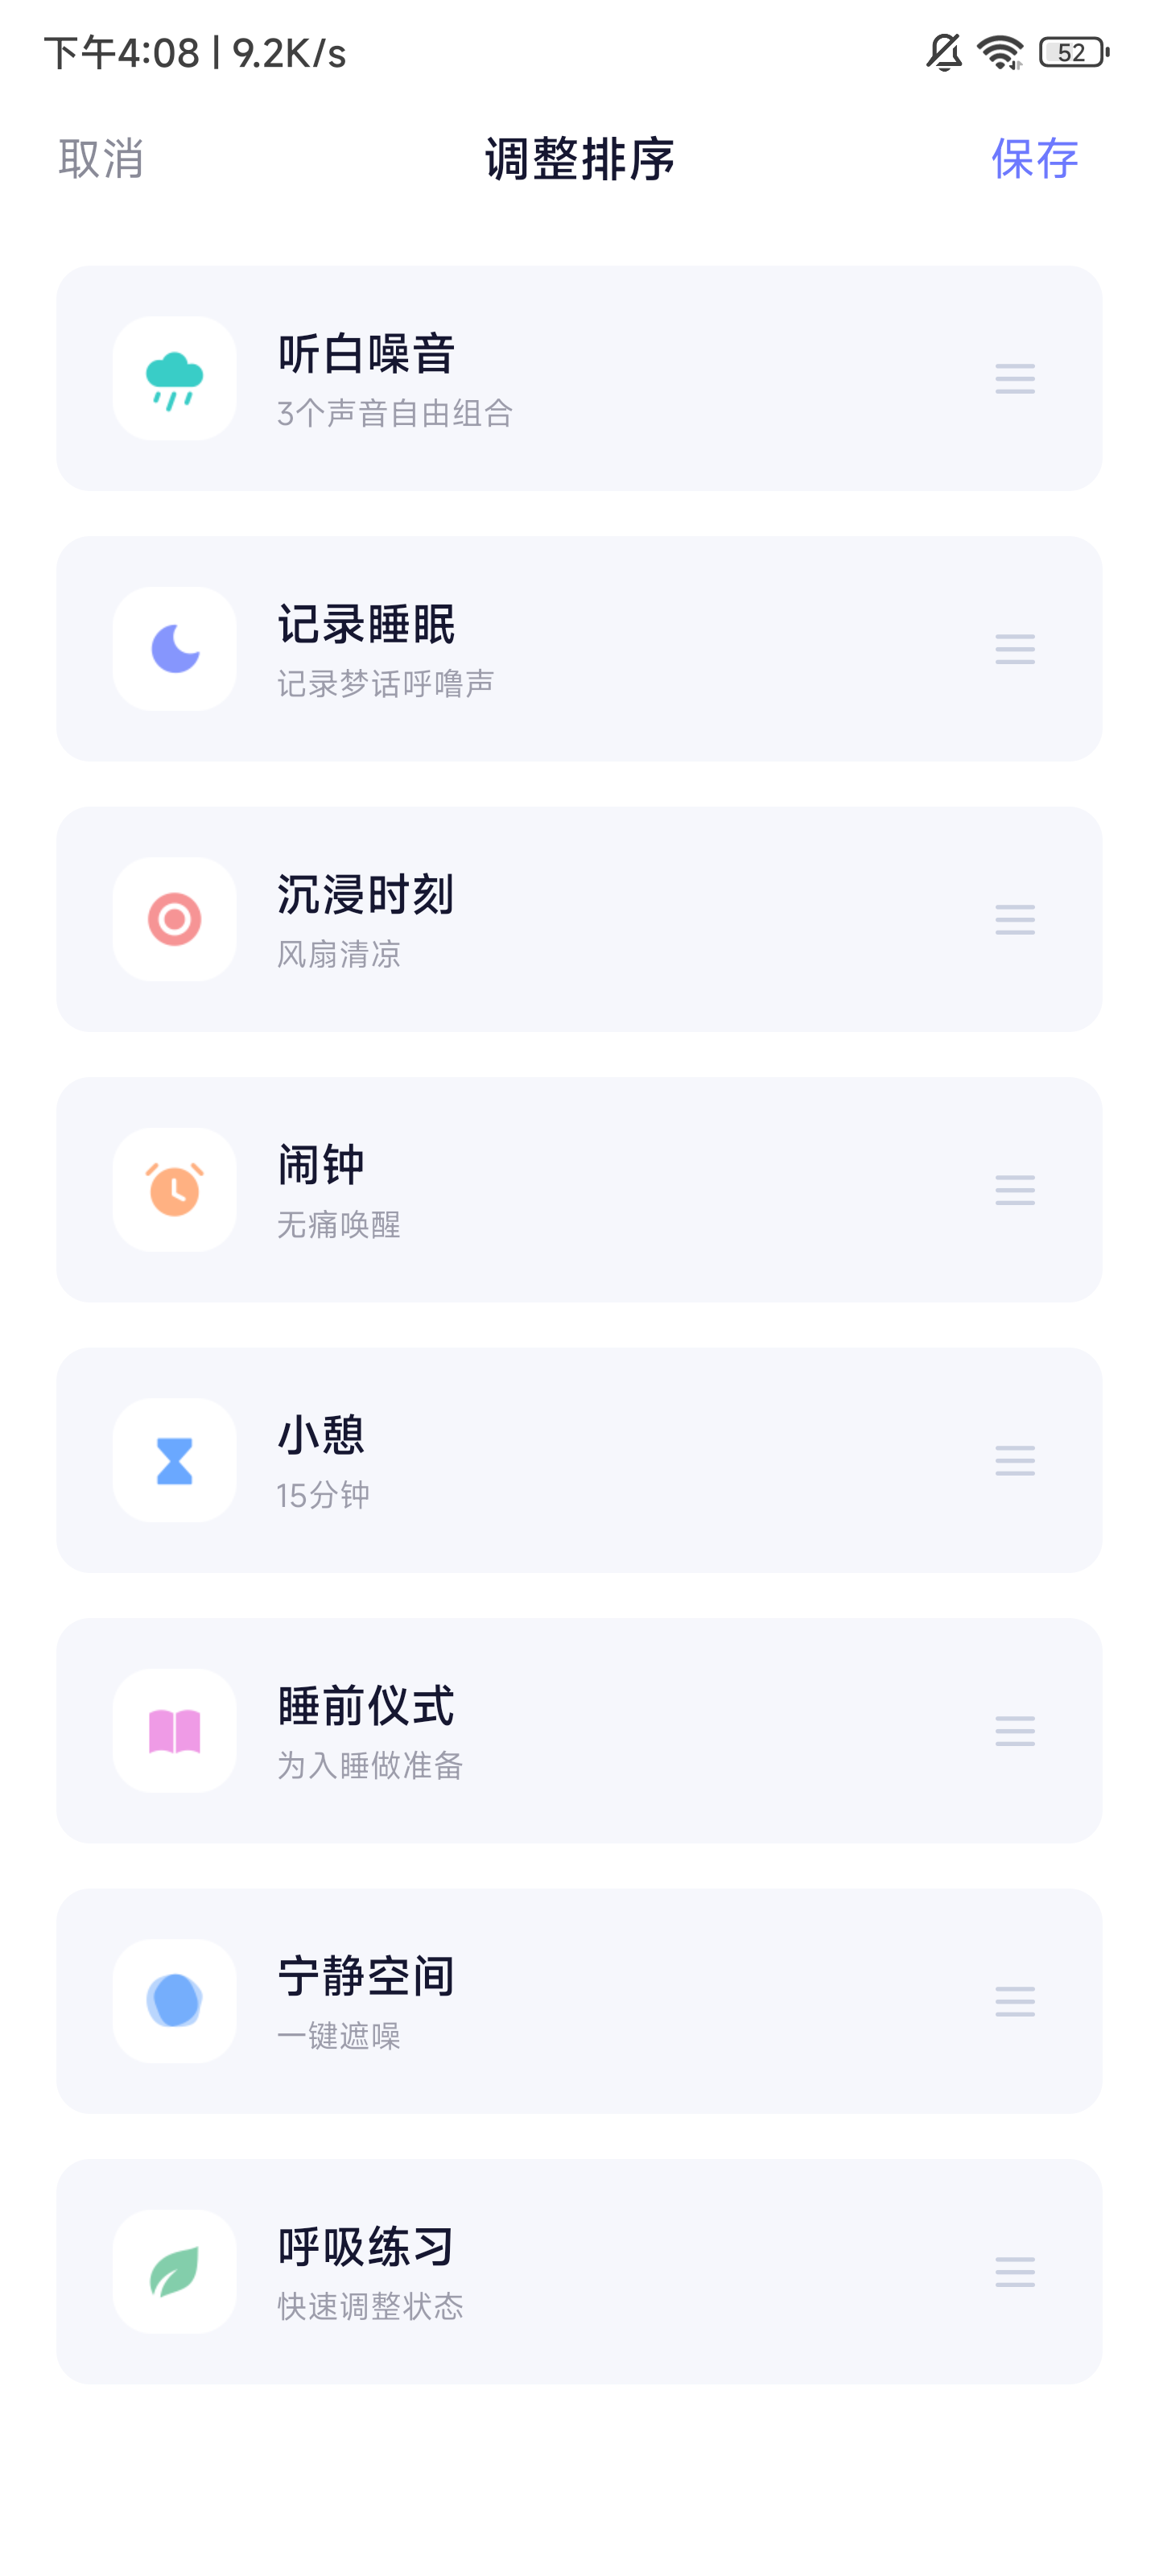 下午4:08 | 9.2K/s
52
取消
调整排序
保存
听白噪音
3个声音自由组合
记录睡眠
记录梦话呼噜声
沉浸时刻
风扇清凉
闹钟
无痛唤醒
小憩
15分钟
睡前仪式
为入睡做准备
宁静空间
一键遮噪
呼吸练习
快速调整状态